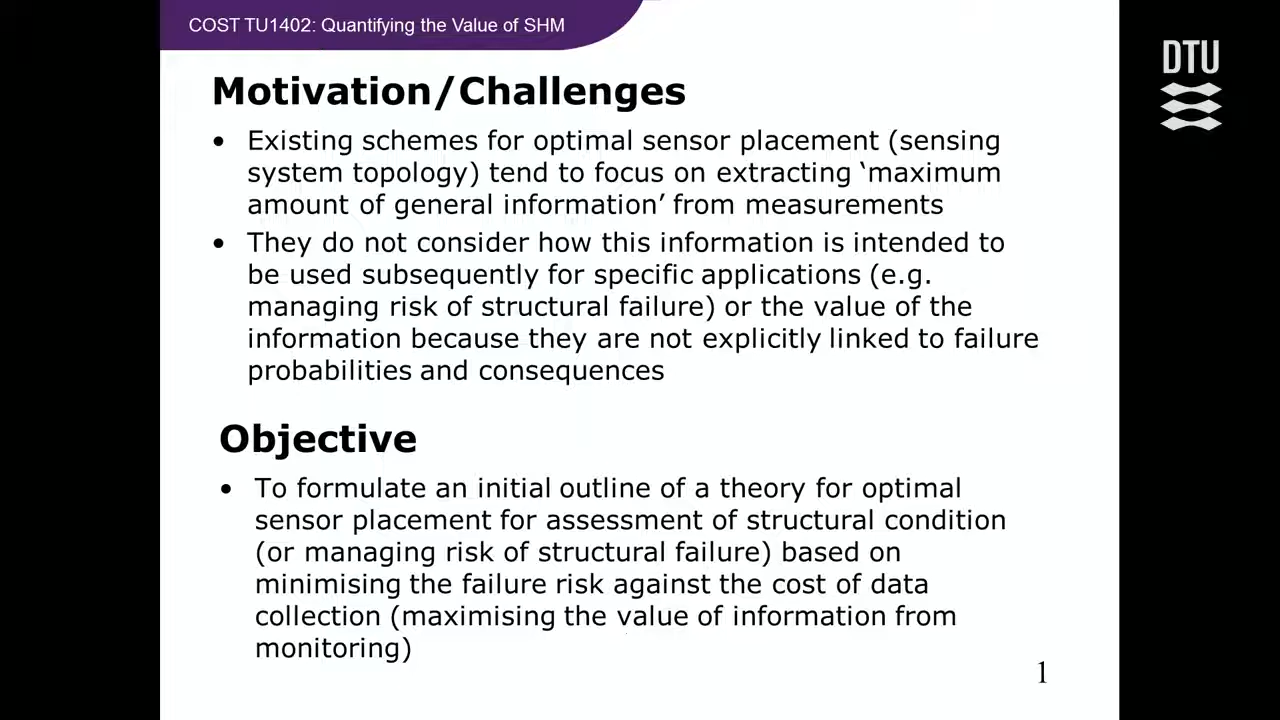 COST TU1402: Quantifying the Value of SHM
DTU
Motivation/Challenges
• Existing schemes for optimal sensor placement (sensing
system topology) tend to focus on extracting ‘maximum
amount of general information’ from measurements
• They do not consider how this information is intended to
be used subsequently for specific applications (e.g.
managing risk of structural failure) or the value of the
information because they are not explicitly linked to failure
probabilities and consequences
Objective
• To formulate an initial outline of a theory for optimal
sensor placement for assessment of structural condition
(or managing risk of structural failure) based on
minimising the failure risk against the cost of data
collection (maximising the value of information from
monitoring)
1